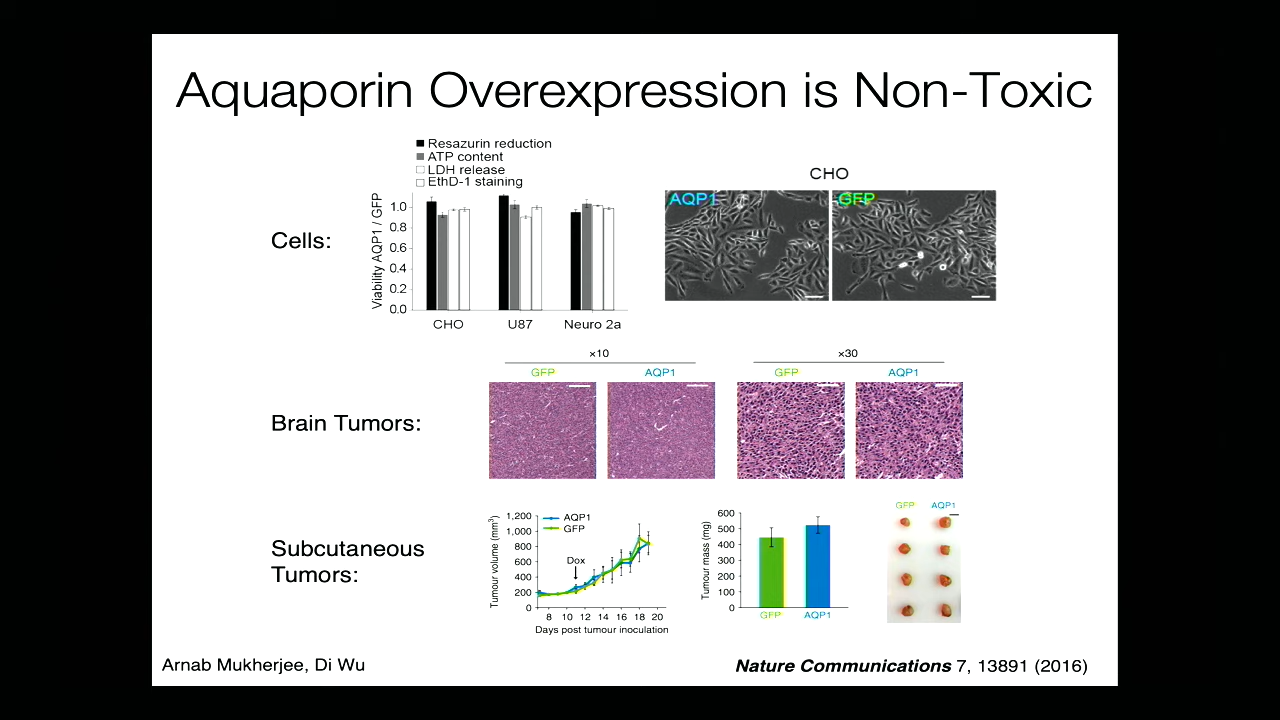 Aquaporin Overexpression is Non-Toxic
Resazurin reduction
ATP content
LDH release
EthD-1 staining
Cells:
Viability AQP1 / GFP
1.0
0.8
0.6
0.4
0.2
0.0
CHO U87 Neuro 2a
CHO
AQP1 GFP
Brain Tumors:
×10 ×30
GFP AQP1 GFP AQP1
Subcutaneous
Tumors:
Tumour volume (mm³)
1,200
1,000
800
600
400
200
0
AQP1
GFP
Dox
8 10 12 14 16 18 20
Days post tumour inoculation
Tumour mass (mg)
600
500
400
300
200
100
0
GFP AQP1
GFP AQP1
Arnab Mukherjee, Di Wu
Nature Communications 7, 13891 (2016)